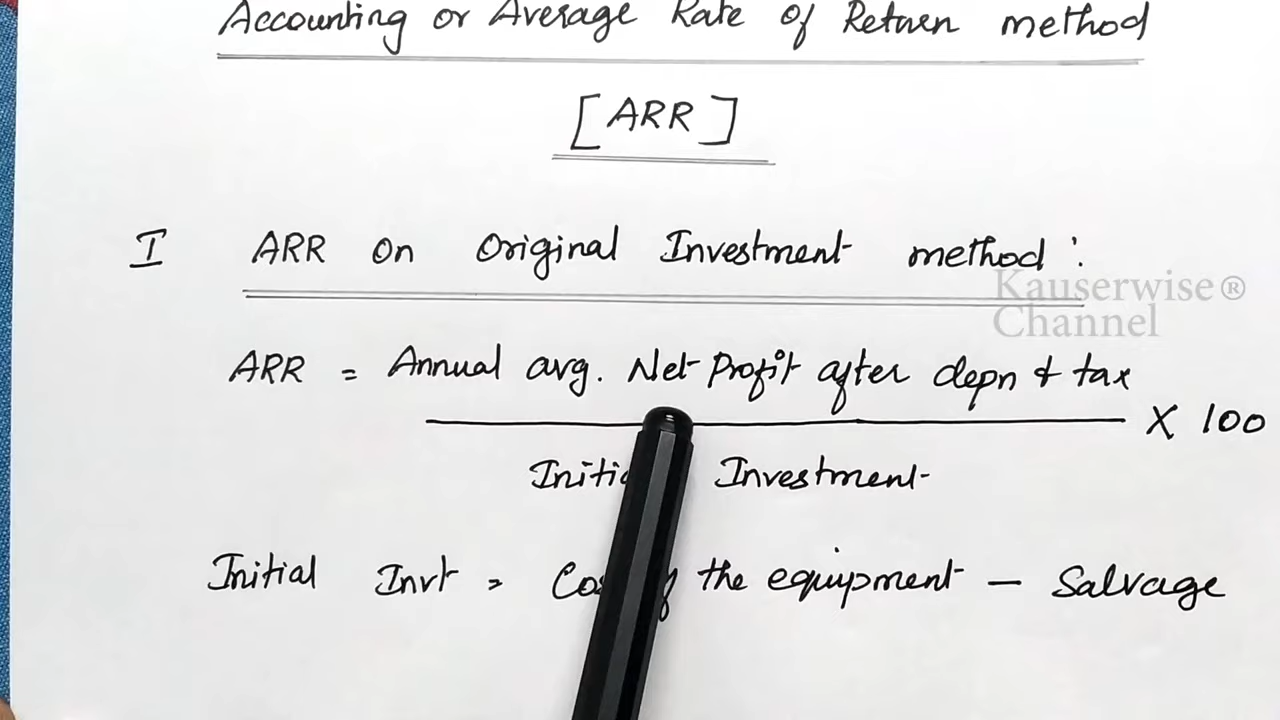 Accounting or Average Rate of Return method
[ARR]
I ARR on Original Investment method :
Kauserwise®
Channel
ARR = Annual avg. Net Profit after depn & tax
X 100
Investment
Initial Invt = the equipment - Salvage